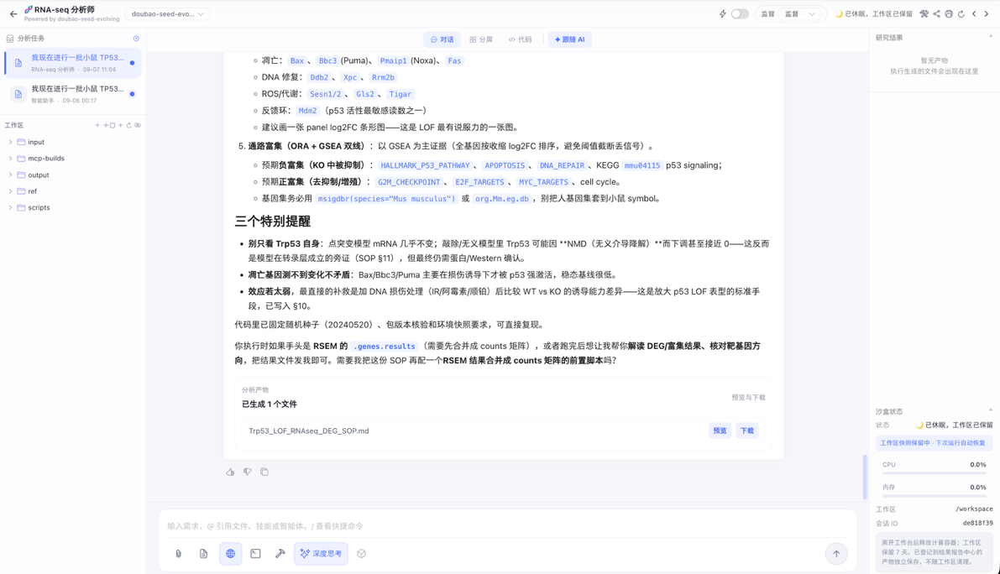 RNA-seq 分析师
Powered by doubao-seed-evolving
doubao-seed-evo...
监督 监督
已休眠，工作区已保留
分析任务
我现在进行一批小鼠 TP53...
RNA-seq 分析师 · 09-07 11:04
我现在进行一批小鼠 TP53...
智能助手 · 09-06 00:17
工作区
input
mcp-builds
output
ref
scripts
对话 分屏 代码 跟随 AI
凋亡：Bax、Bbc3 (Puma)、Pmaip1 (Noxa)、Fas
DNA 修复：Ddb2、Xpc、Rrm2b
ROS/代谢：Sesn1/2、Gls2、Tigar
反馈环：Mdm2（p53 活性最敏感读数之一）
建议画一张 panel log2FC 条形图——这是 LOF 最有说服力的一张图。
5. 通路富集（ORA + GSEA 双线）：以 GSEA 为主证据（全基因按收缩 log2FC 排序，避免阈值截断丢信号）。
预期负富集（KO 中被抑制）：HALLMARK_P53_PATHWAY、APOPTOSIS、DNA_REPAIR、KEGG mmu04115 p53 signaling；
预期正富集（去抑制/增殖）：G2M_CHECKPOINT、E2F_TARGETS、MYC_TARGETS、cell cycle。
基因集务必用 msigdbr(species="Mus musculus") 或 org.Mm.eg.db，别把人基因集套到小鼠 symbol。
三个特别提醒
别只看 Trp53 自身：点突变模型 mRNA 几乎不变；敲除/无义模型里 Trp53 可能因 **NMD（无义介导降解）**而下调甚至接近 0——这反而
是模型在转录层成立的旁证（SOP §11），但最终仍需蛋白/Western 确认。
凋亡基因测不到变化不矛盾：Bax/Bbc3/Puma 主要在损伤诱导下才被 p53 强激活，稳态基线很低。
效应若太弱，最直接的补救是加 DNA 损伤处理（IR/阿霉素/顺铂）后比较 WT vs KO 的诱导能力差异——这是放大 p53 LOF 表型的标准手
段，已写入 §10。
代码里已固定随机种子（20240520）、包版本核验和环境快照要求，可直接复现。
你执行时如果手头是 RSEM 的 .genes.results（需要先合并成 counts 矩阵），或者跑完后想让我帮你解读 DEG/富集结果、核对靶基因方
向，把结果文件发我即可。需要我把这份 SOP 再配一个RSEM 结果合并成 counts 矩阵的前置脚本吗？
分析产物
已生成 1 个文件
预览与下载
Trp53_LOF_RNAseq_DEG_SOP.md
预览 下载
输入需求，@ 引用文件、技能或智能体，/ 查看快捷命令
深度思考
研究结果
暂无产物
执行生成的文件会出现在这里
沙盒状态
状态 已休眠，工作区已保留
工作区快照保留中 · 下次运行自动恢复
CPU 0.0%
内存 0.0%
工作区 /workspace
会话 ID de818f39
离开工作台后释放计算容器；工作区
保留 7 天。已登记到结果报告中心的
产物独立保存，不随工作区清理。